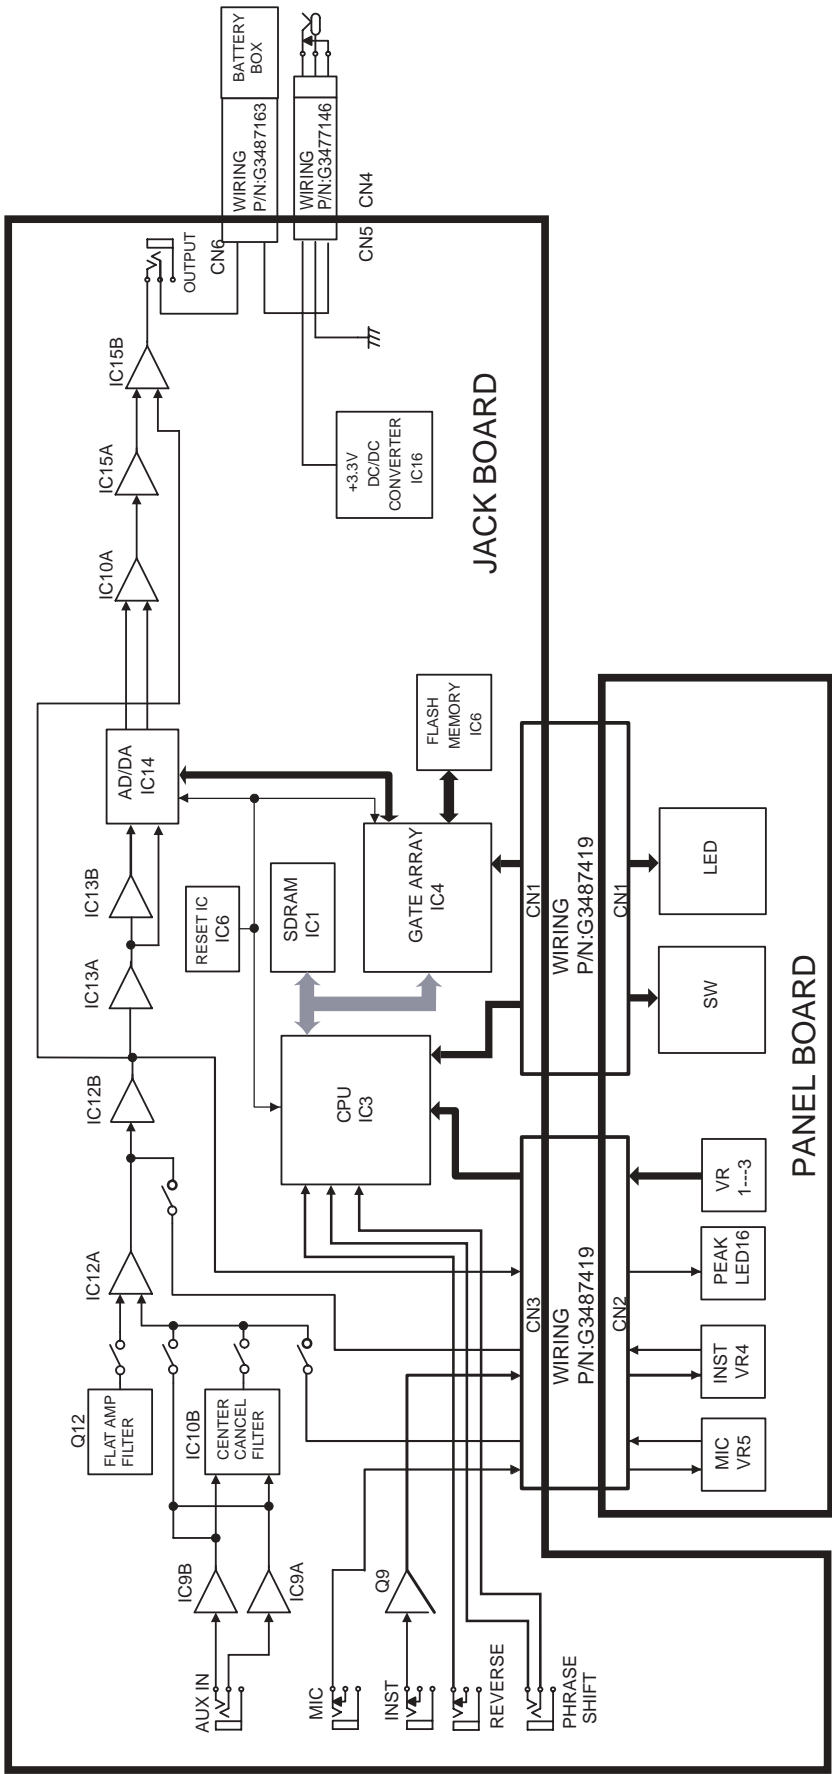 BATTERY
BOX
WIRING
P/N:G3487163
WIRING
P/N:G3477146
CN4
CN5
CN6
OUTPUT
IC15B
IC15A
IC10A
+3.3V
DC/DC
CONVERTER
IC16
JACK BOARD
AD/DA
IC14
FLASH
MEMORY
IC6
IC13B
IC13A
RESET IC
IC6
SDRAM
IC1
GATE ARRAY
IC4
CN1
WIRING
P/N:G3487419
CN1
LED
SW
PANEL BOARD
IC12B
CPU
IC3
IC12A
CN3
WIRING
P/N:G3487419
CN2
VR
1---3
PEAK
LED16
INST
VR4
MIC
VR5
Q12
FLAT AMP
FILTER
IC10B
CENTER
CANCEL
FILTER
IC9B
IC9A
Q9
AUX IN
MIC
INST
REVERSE
PHRASE
SHIFT